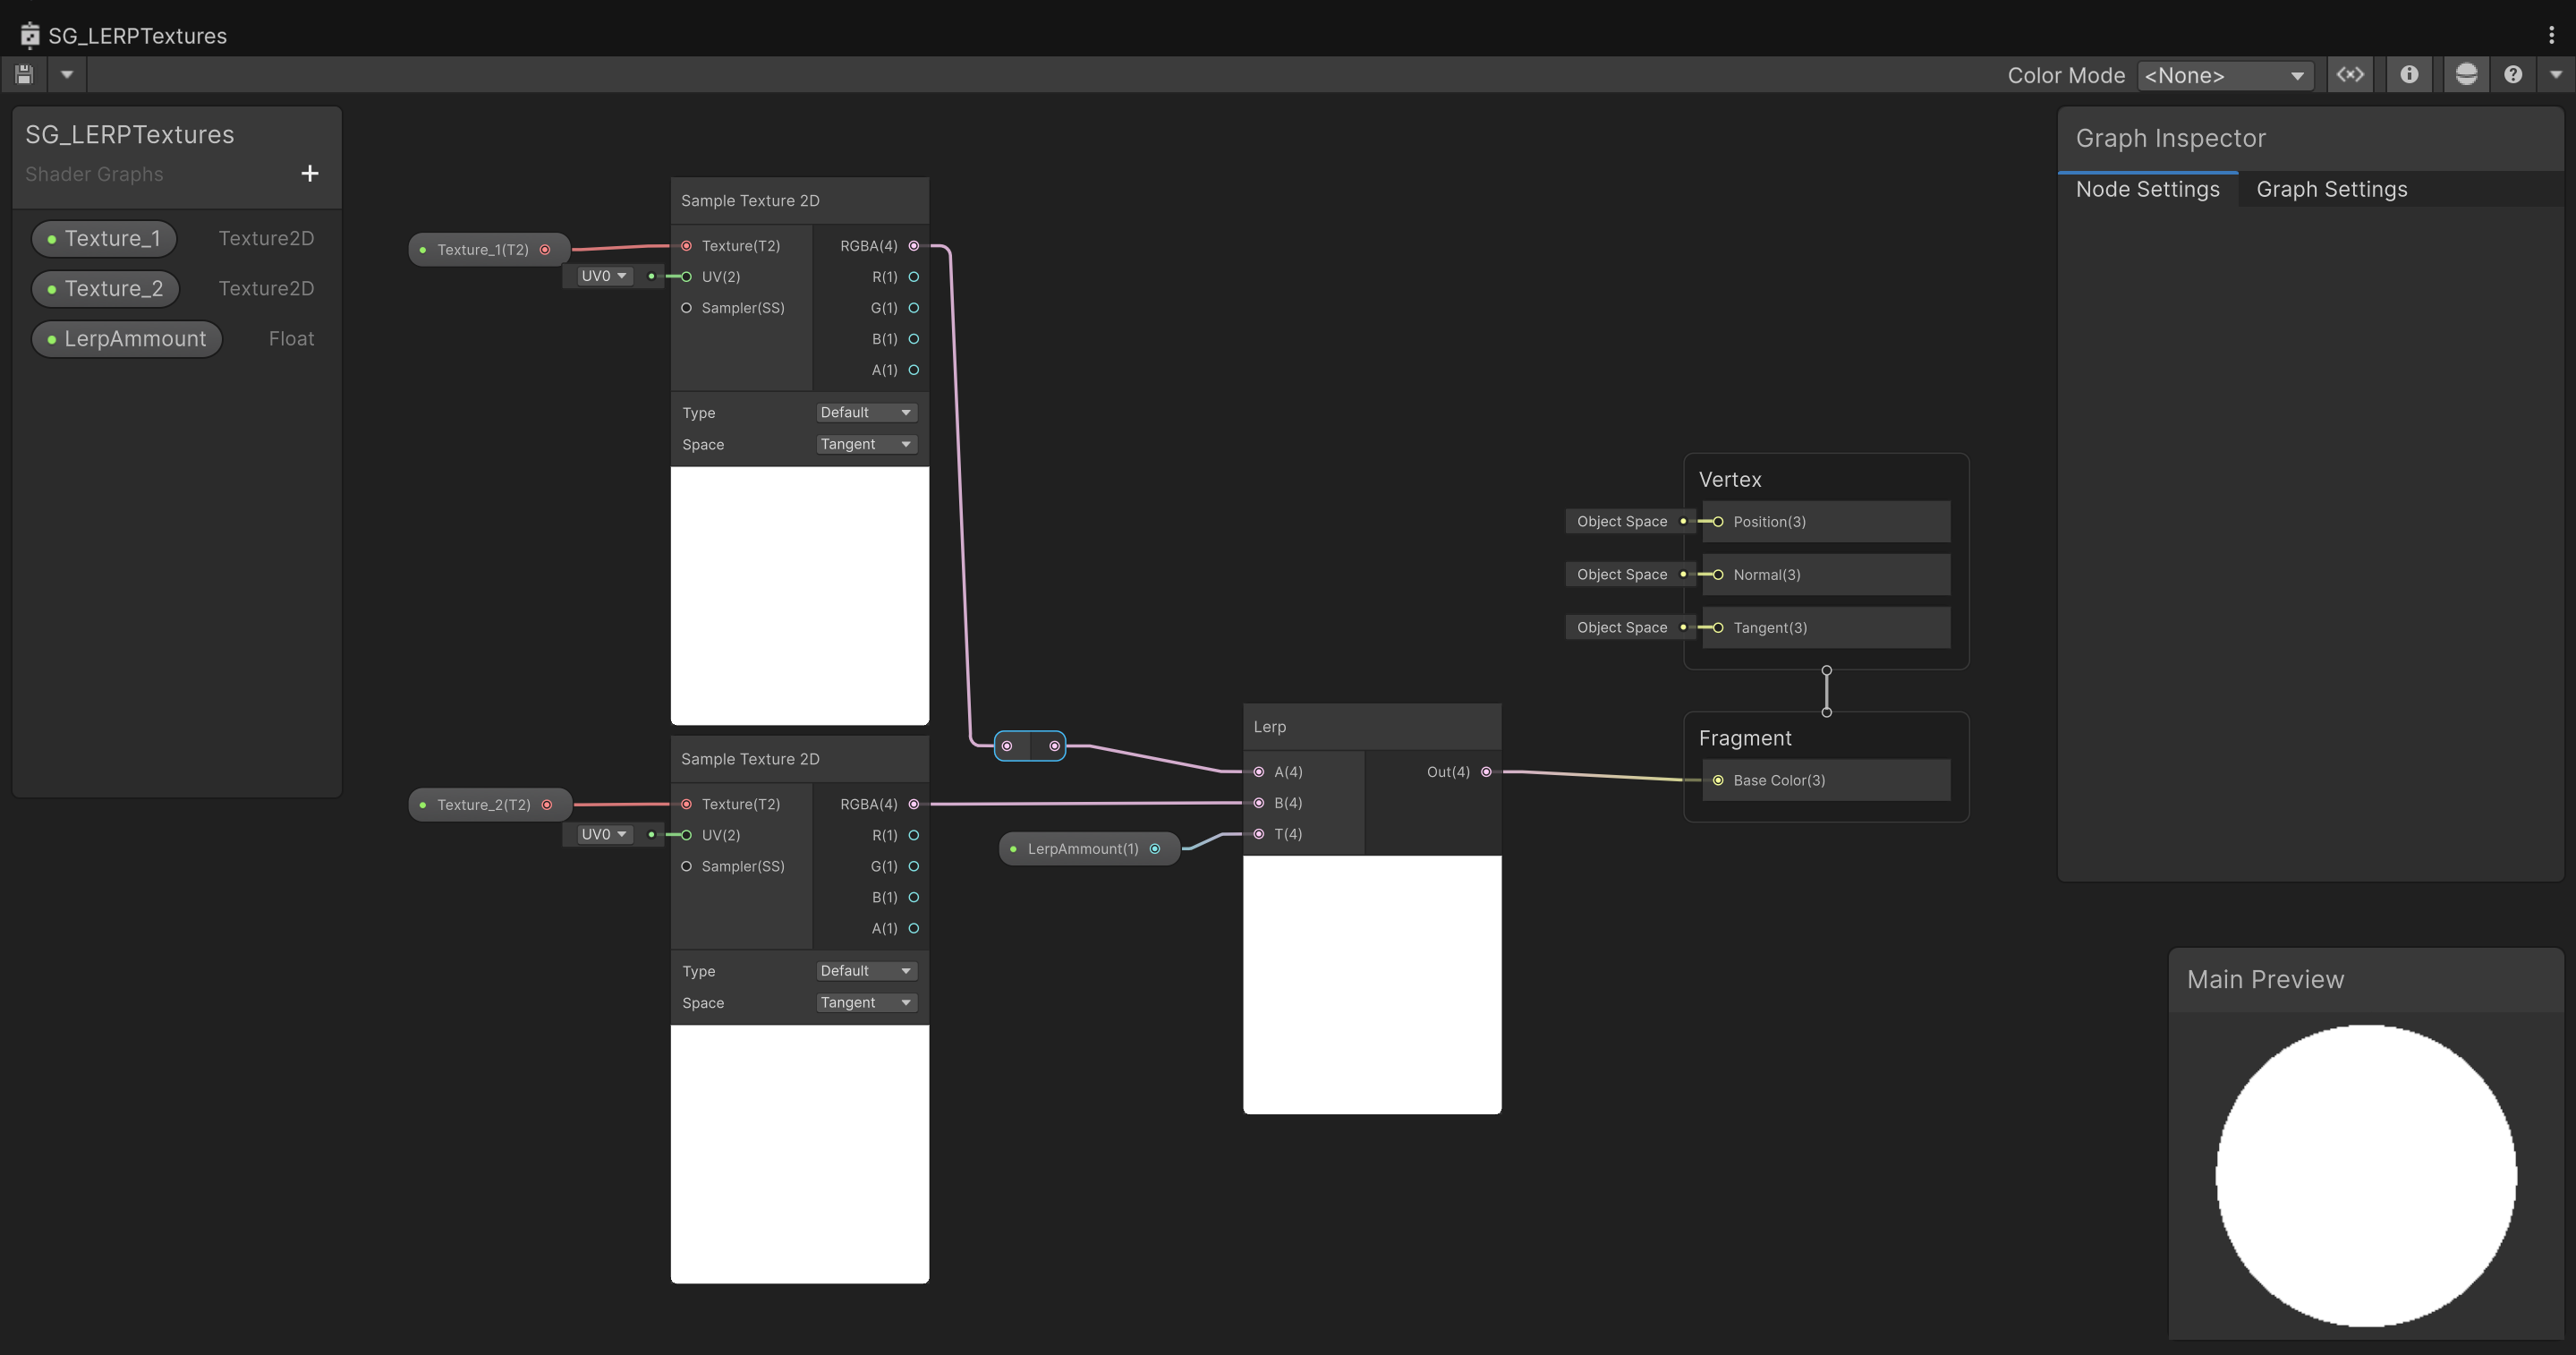 SG_LERPTextures
Color Mode <None>
SG_LERPTextures
Shader Graphs
Texture_1 Texture2D
Texture_2 Texture2D
LerpAmmount Float
Texture_1(T2)
UV0
Sample Texture 2D
Texture(T2) RGBA(4)
UV(2) R(1)
Sampler(SS) G(1)
B(1)
A(1)
Type Default
Space Tangent
Texture_2(T2)
UV0
Sample Texture 2D
Texture(T2) RGBA(4)
UV(2) R(1)
Sampler(SS) G(1)
B(1)
A(1)
Type Default
Space Tangent
LerpAmmount(1)
Lerp
A(4) Out(4)
B(4)
T(4)
Vertex
Object Space Position(3)
Object Space Normal(3)
Object Space Tangent(3)
Fragment
Base Color(3)
Graph Inspector
Node Settings Graph Settings
Main Preview